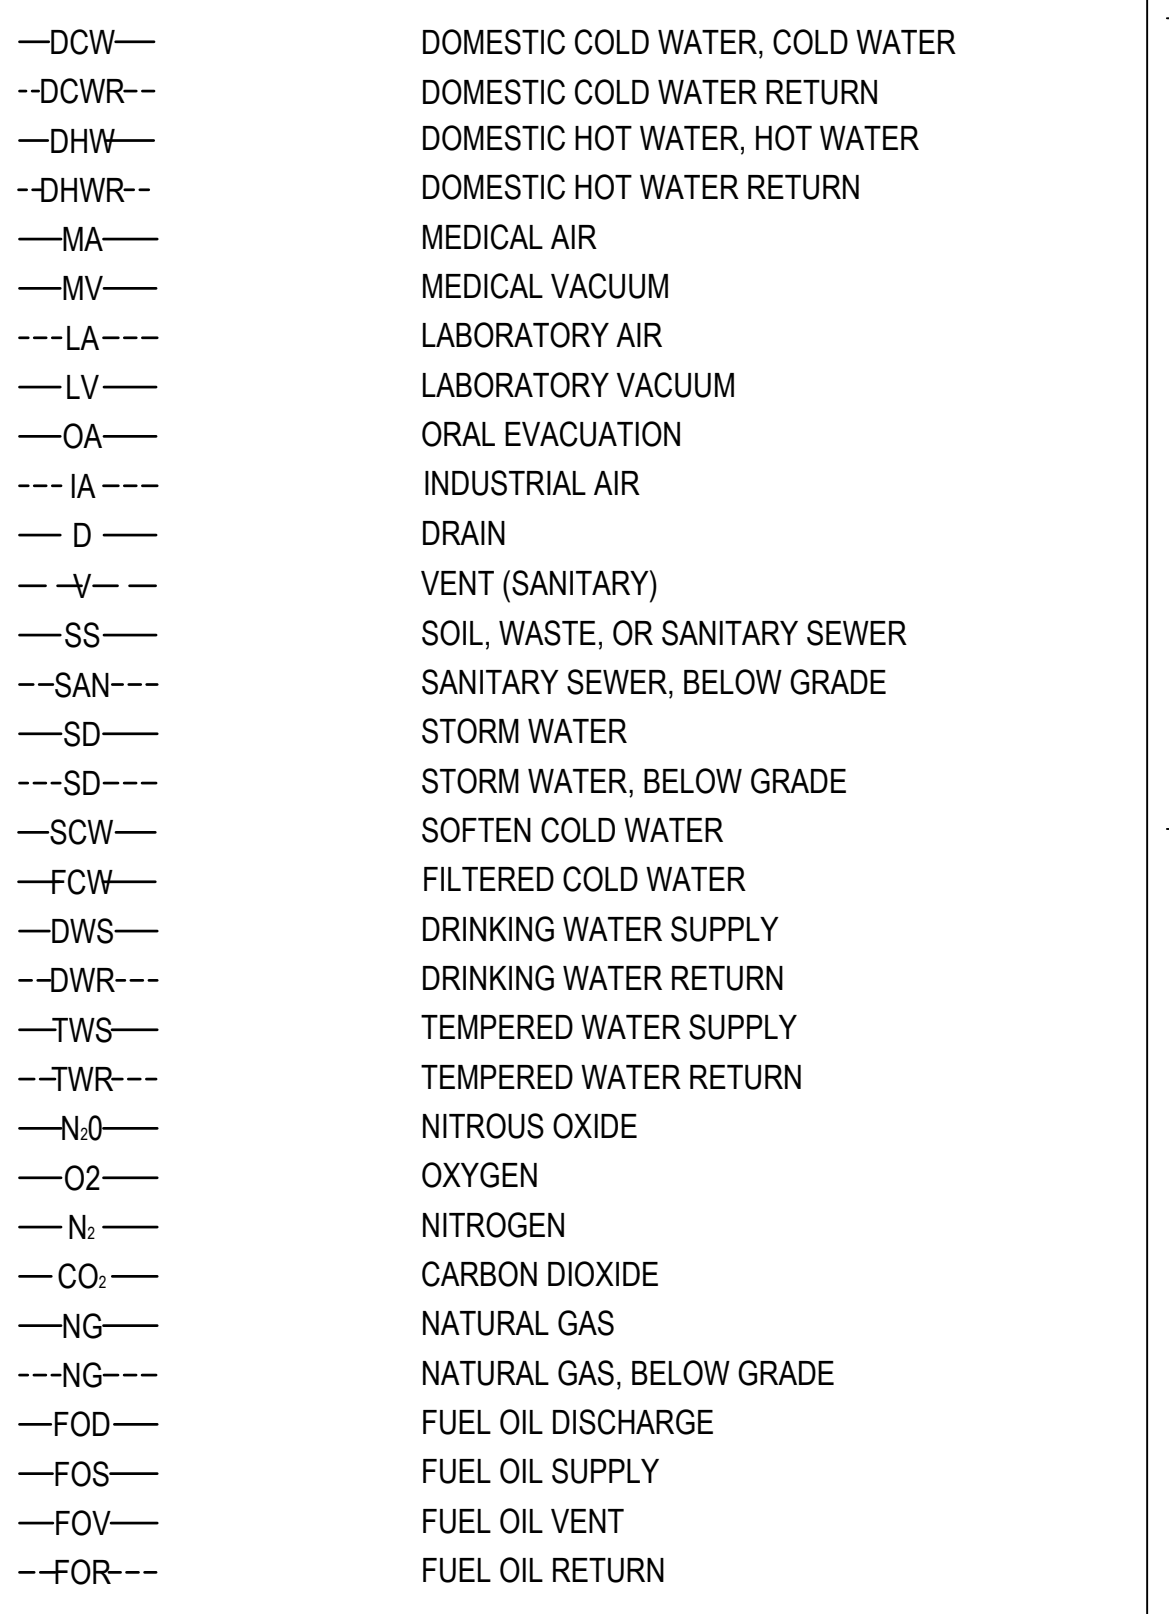 DCW DOMESTIC COLD WATER, COLD WATER
DCWR DOMESTIC COLD WATER RETURN
DHW DOMESTIC HOT WATER, HOT WATER
DHWR DOMESTIC HOT WATER RETURN
MA MEDICAL AIR
MV MEDICAL VACUUM
LA LABORATORY AIR
LV LABORATORY VACUUM
OA ORAL EVACUATION
IA INDUSTRIAL AIR
D DRAIN
V VENT (SANITARY)
SS SOIL, WASTE, OR SANITARY SEWER
SAN SANITARY SEWER, BELOW GRADE
SD STORM WATER
SD STORM WATER, BELOW GRADE
SCW SOFTEN COLD WATER
FCW FILTERED COLD WATER
DWS DRINKING WATER SUPPLY
DWR DRINKING WATER RETURN
TWS TEMPERED WATER SUPPLY
TWR TEMPERED WATER RETURN
N₂0 NITROUS OXIDE
O2 OXYGEN
N₂ NITROGEN
CO₂ CARBON DIOXIDE
NG NATURAL GAS
NG NATURAL GAS, BELOW GRADE
FOD FUEL OIL DISCHARGE
FOS FUEL OIL SUPPLY
FOV FUEL OIL VENT
FOR FUEL OIL RETURN